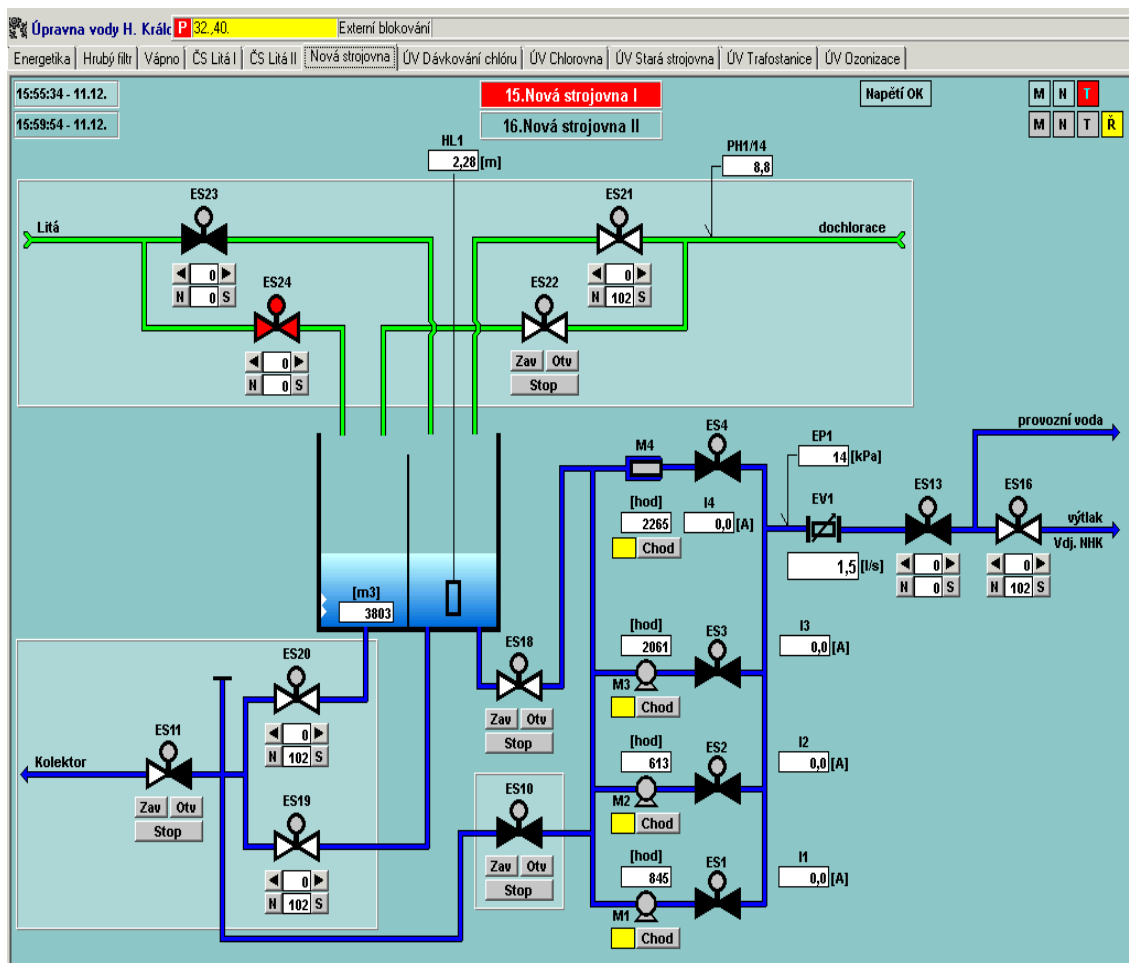 Úpravna vody H. Králo P 32.,40. Externí blokování
Energetika Hrubý filtr Vápno ČS Litá I ČS Litá II Nová strojovna ÚV Dávkování chlóru ÚV Chlorovna ÚV Stará strojovna ÚV Trafostanice ÚV Ozonizace
15:55:34 - 11.12. 15.Nová strojovna I Napětí OK M N T
15:59:54 - 11.12. 16.Nová strojovna II M N T Ř
HL1 PH1/14
2,28 [m] 8,8
ES23 ES21
Litá dochlorace
0 ES24 ES22 0
N 0 S N 102 S
0 Zav Otv
N 0 S Stop
provozní voda
M4 ES4 EP1
14 [kPa]
ES13 ES16
[hod] I4 EV1
2265 0,0 [A] výtlak
Chod Vdj. NHK
1,5 [l/s] 0 0
N 0 S N 102 S
[m3]
3803
[hod] ES3 I3
2061 0,0 [A]
ES18
M3
Chod
Zav Otv
Stop
ES20
0
N 102 S
ES11
Kolektor
Zav Otv
Stop
[hod] ES2 I2
613 0,0 [A]
M2
Chod
ES19 ES10
0
N 102 S
Zav Otv
Stop
[hod] ES1 I1
845 0,0 [A]
M1
Chod